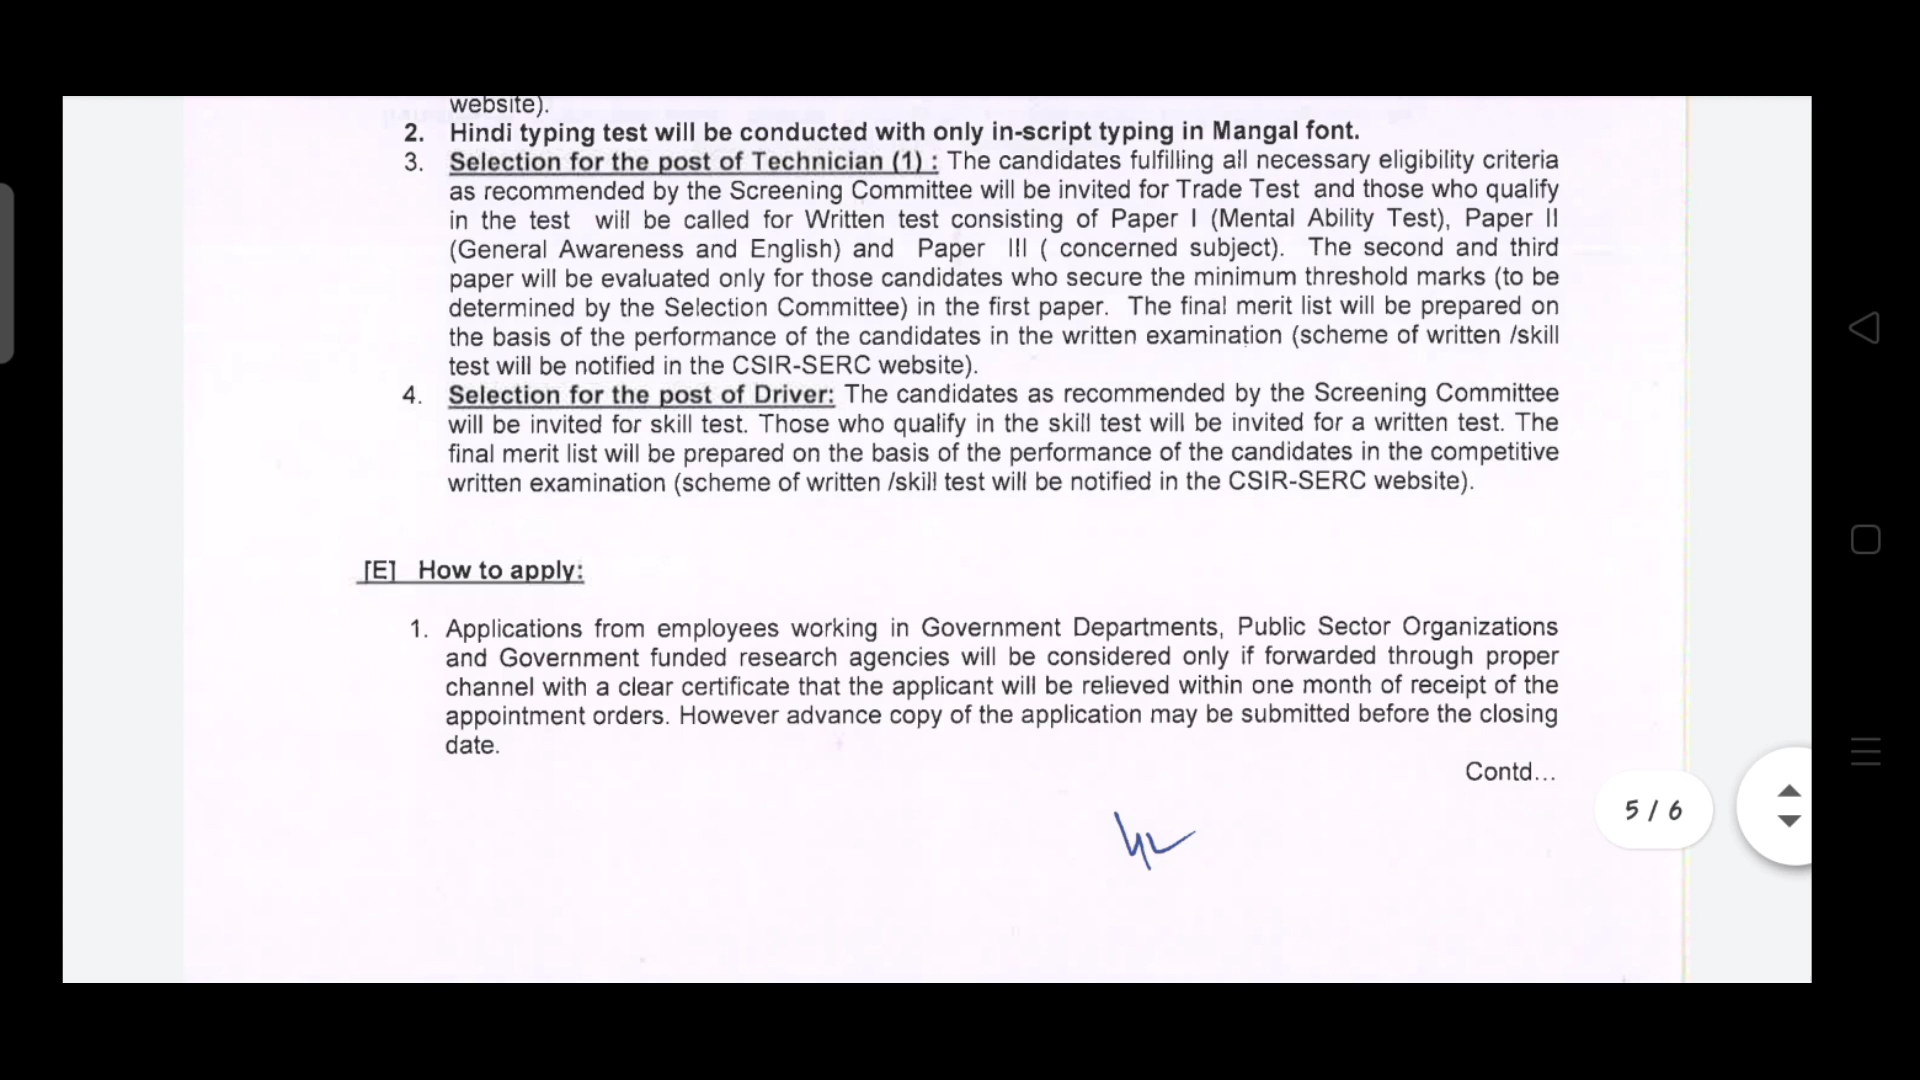 website).
2. Hindi typing test will be conducted with only in-script typing in Mangal font.
3. Selection for the post of Technician (1) : The candidates fulfilling all necessary eligibility criteria
as recommended by the Screening Committee will be invited for Trade Test and those who qualify
in the test will be called for Written test consisting of Paper I (Mental Ability Test), Paper II
(General Awareness and English) and Paper III ( concerned subject). The second and third
paper will be evaluated only for those candidates who secure the minimum threshold marks (to be
determined by the Selection Committee) in the first paper. The final merit list will be prepared on
the basis of the performance of the candidates in the written examination (scheme of written /skill
test will be notified in the CSIR-SERC website).
4. Selection for the post of Driver: The candidates as recommended by the Screening Committee
will be invited for skill test. Those who qualify in the skill test will be invited for a written test. The
final merit list will be prepared on the basis of the performance of the candidates in the competitive
written examination (scheme of written /skill test will be notified in the CSIR-SERC website).
[E] How to apply:
1. Applications from employees working in Government Departments, Public Sector Organizations
and Government funded research agencies will be considered only if forwarded through proper
channel with a clear certificate that the applicant will be relieved within one month of receipt of the
appointment orders. However advance copy of the application may be submitted before the closing
date.
Contd...
5 / 6